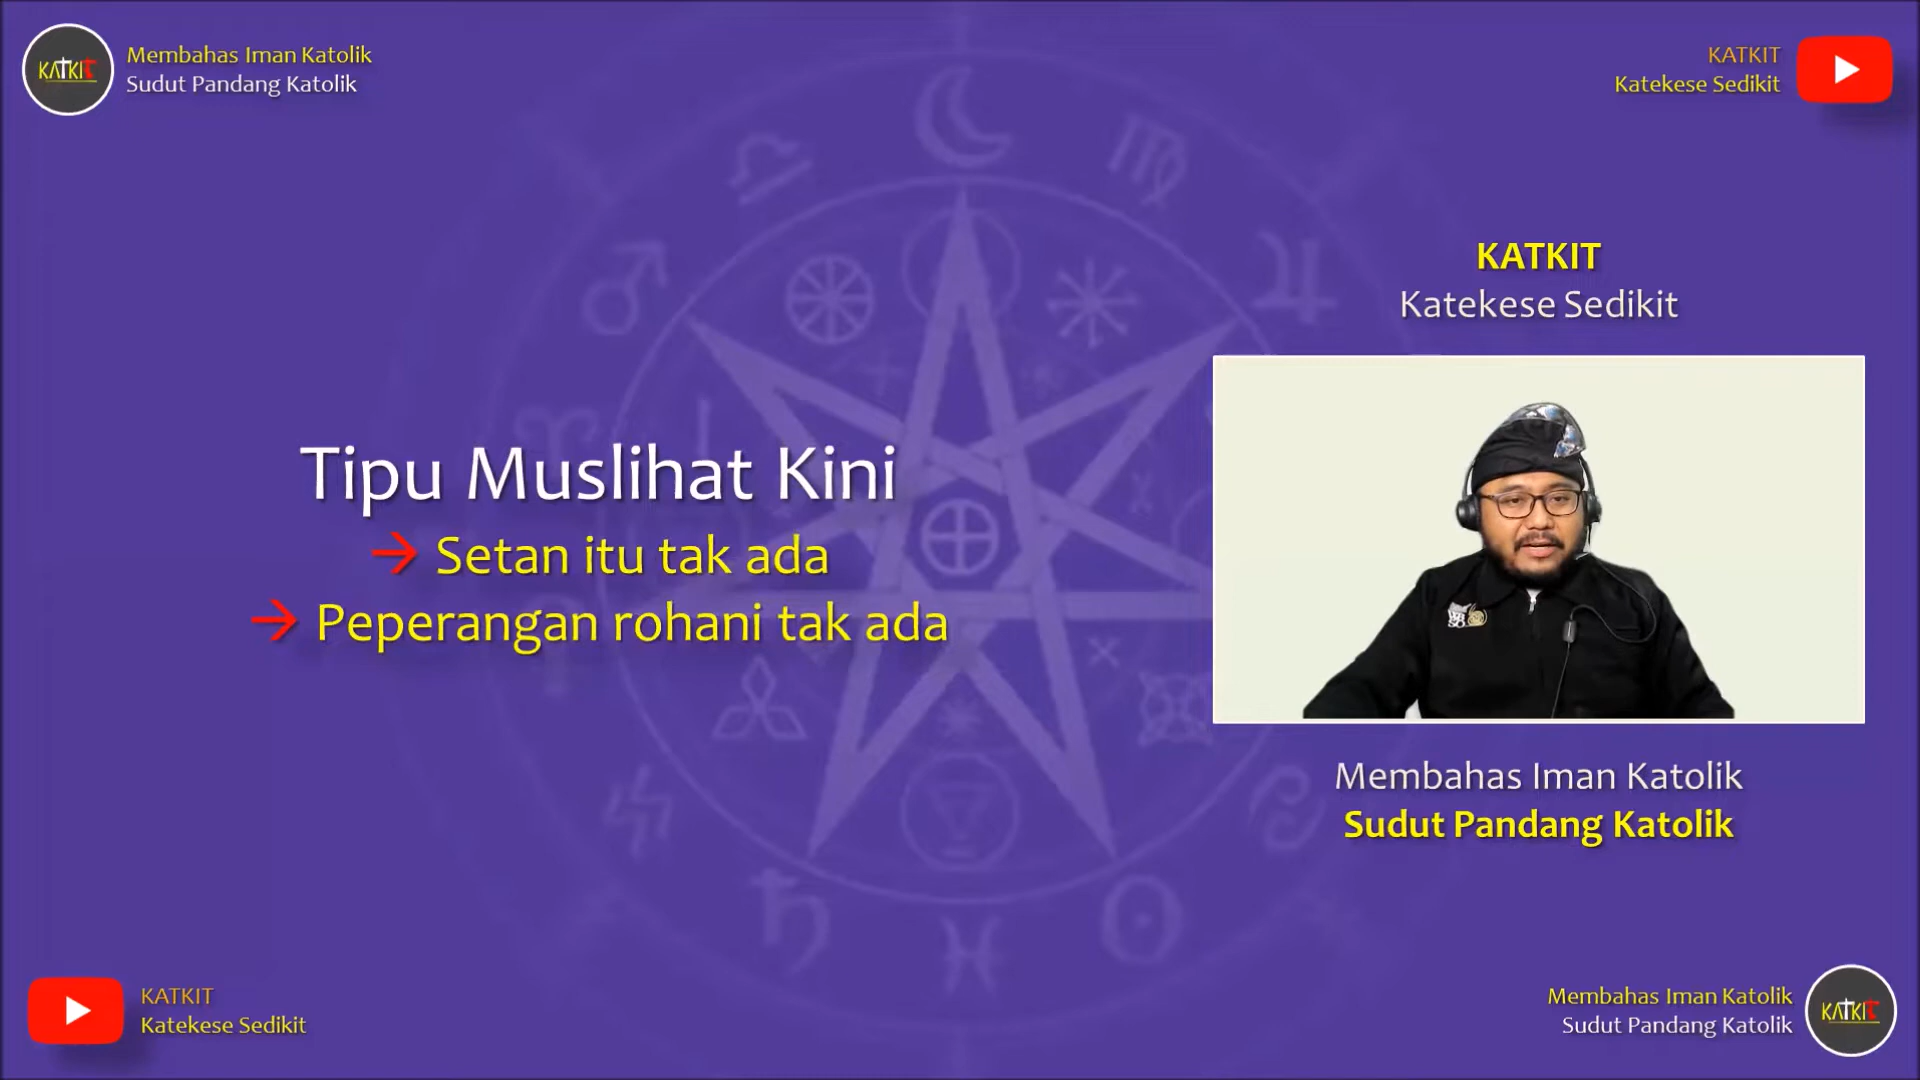 KATKIT
Membahas Iman Katolik
Sudut Pandang Katolik
KATKIT
Katekese Sedikit
Tipu Muslihat Kini
→ Setan itu tak ada
→ Peperangan rohani tak ada
KATKIT
Katekese Sedikit
Membahas Iman Katolik
Sudut Pandang Katolik
KATKIT
Katekese Sedikit
Membahas Iman Katolik
Sudut Pandang Katolik
KATKIT